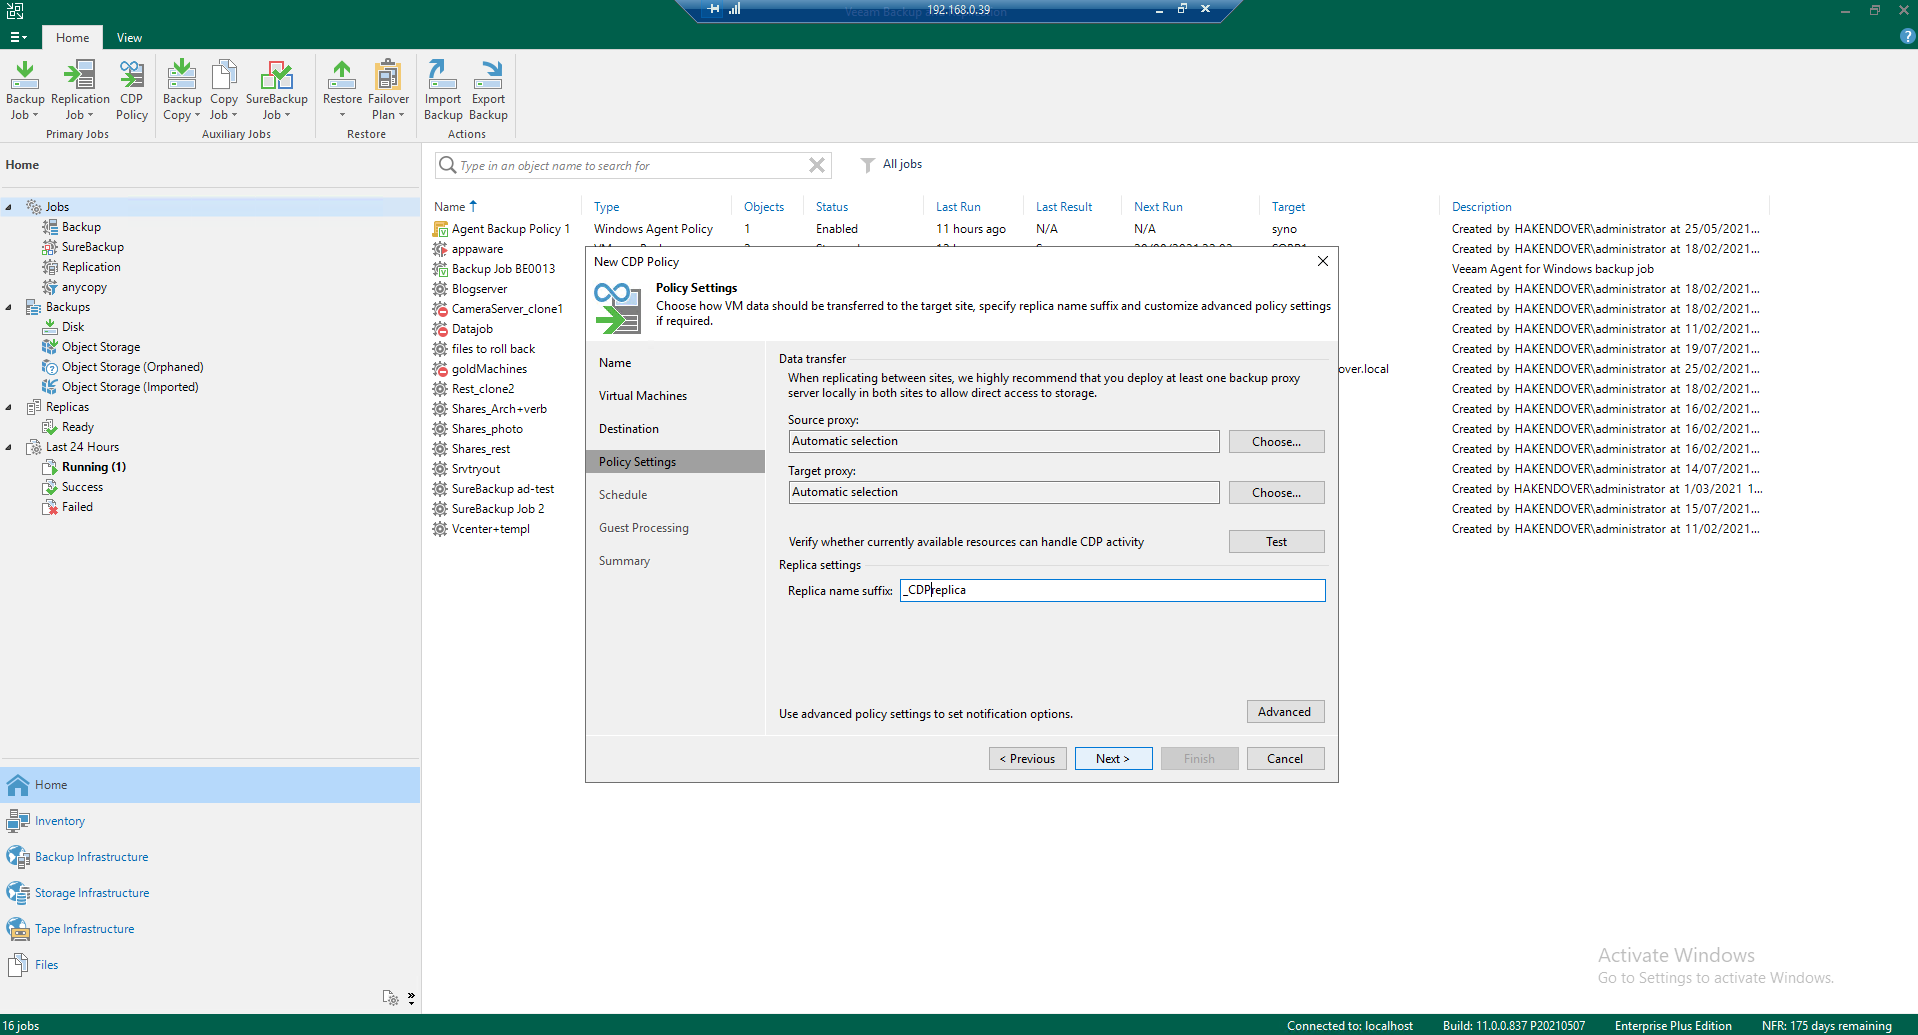 192.168.0.39
Home
View
Backup Job
Replication Job
CDP Policy
Primary Jobs
Backup Copy
Copy Job
SureBackup Job
Auxiliary Jobs
Restore
Failover Plan
Restore
Import Backup
Export Backup
Actions
Home
Jobs
Backup
SureBackup
Replication
anycopy
Backups
Disk
Object Storage
Object Storage (Orphaned)
Object Storage (Imported)
Replicas
Ready
Last 24 Hours
Running (1)
Success
Failed
Home
Inventory
Backup Infrastructure
Storage Infrastructure
Tape Infrastructure
Files
Type in an object name to search for
All jobs
Name Type Objects Status Last Run Last Result Next Run Target Description
Agent Backup Policy 1 Windows Agent Policy 1 Enabled 11 hours ago N/A N/A syno Created by HAKENDOVER\administrator at 25/05/2021...
appaware
Backup Job BE0013 Veeam Agent for Windows backup job
Blogserver Created by HAKENDOVER\administrator at 18/02/2021...
CameraServer_clone1 Created by HAKENDOVER\administrator at 18/02/2021...
Datajob Created by HAKENDOVER\administrator at 11/02/2021...
files to roll back Created by HAKENDOVER\administrator at 19/07/2021...
goldMachines over.local Created by HAKENDOVER\administrator at 25/02/2021...
Rest_clone2 Created by HAKENDOVER\administrator at 18/02/2021...
Shares_Arch+verb Created by HAKENDOVER\administrator at 16/02/2021...
Shares_photo Created by HAKENDOVER\administrator at 16/02/2021...
Shares_rest Created by HAKENDOVER\administrator at 16/02/2021...
Srvtryout Created by HAKENDOVER\administrator at 14/07/2021...
SureBackup ad-test Created by HAKENDOVER\administrator at 1/03/2021 1...
SureBackup Job 2 Created by HAKENDOVER\administrator at 15/07/2021...
Vcenter+templ Created by HAKENDOVER\administrator at 11/02/2021...
New CDP Policy
Policy Settings
Choose how VM data should be transferred to the target site, specify replica name suffix and customize advanced policy settings
if required.
Name
Virtual Machines
Destination
Policy Settings
Schedule
Guest Processing
Summary
Data transfer
When replicating between sites, we highly recommend that you deploy at least one backup proxy
server locally in both sites to allow direct access to storage.
Source proxy:
Automatic selection Choose...
Target proxy:
Automatic selection Choose...
Verify whether currently available resources can handle CDP activity Test
Replica settings
Replica name suffix: _CDPreplica
Use advanced policy settings to set notification options. Advanced
< Previous Next > Finish Cancel
Activate Windows
Go to Settings to activate Windows.
16 jobs Connected to: localhost Build: 11.0.0.837 P20210507 Enterprise Plus Edition NFR: 175 days remaining